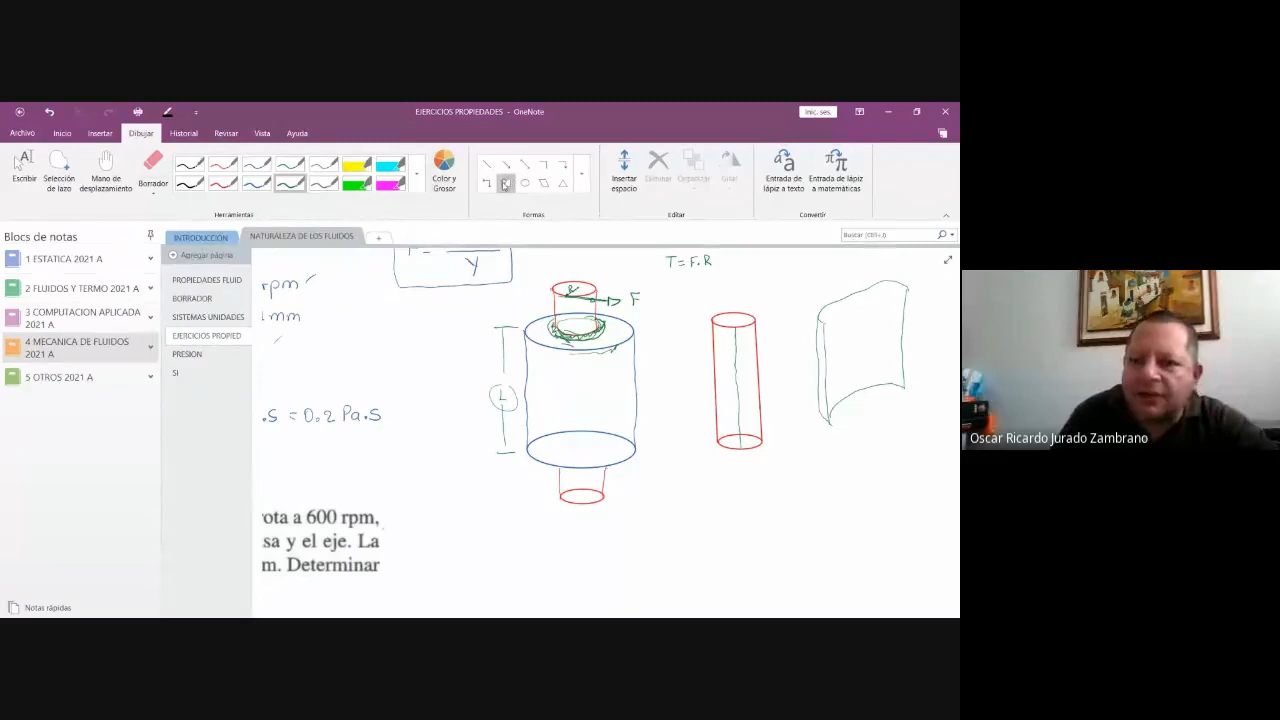 EJERCICIOS PROPIEDADES - OneNote
Inic. ses.
Archivo Inicio Insertar Dibujar Historial Revisar Vista Ayuda
Escribir
Selección de lazo
Mano de desplazamiento
Borrador
Color y Grosor
Insertar espacio
Eliminar
Organizar
Girar
Entrada de lápiz a texto
Entrada de lápiz a matemáticas
Herramientas Formas Editar Convertir
Blocs de notas
INTRODUCCIÓN NATURALEZA DE LOS FLUIDOS
Buscar (Ctrl+J)
1 ESTATICA 2021 A
2 FLUIDOS Y TERMO 2021 A
3 COMPUTACION APLICADA 2021 A
4 MECANICA DE FLUIDOS 2021 A
5 OTROS 2021 A
Agregar página
PROPIEDADES FLUID
BORRADOR
SISTEMAS UNIDADES
EJERCICIOS PROPIED
PRESION
SI
Notas rápidas
y
T = F.R
rpm
mm
R
F
L
.S = 0.2 Pa.S
ota a 600 rpm,
sa y el eje. La
m. Determinar
Oscar Ricardo Jurado Zambrano